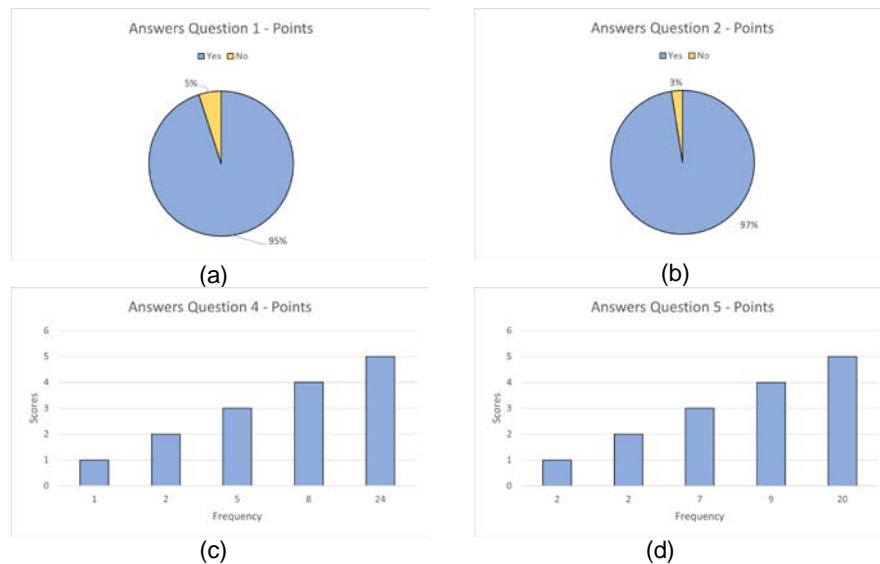 Answers Question 1 - Points
Yes No
5%
95%
(a)
Answers Question 2 - Points
Yes No
3%
97%
(b)
Answers Question 4 - Points
6
5
4
3
2
1
0
Scores
1 2 5 8 24
Frequency
(c)
Answers Question 5 - Points
6
5
4
3
2
1
0
Scores
2 2 7 9 20
Frequency
(d)